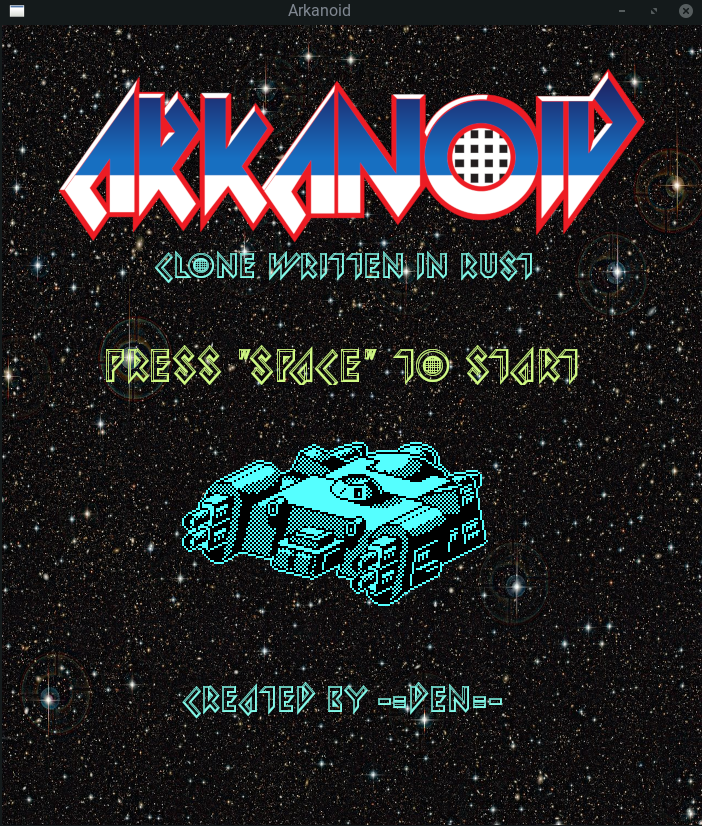 Arkanoid
ARKANOID
CLONE WRITTEN IN RUST
PRESS "SPACE" TO START
CREATED BY -=DEN=-